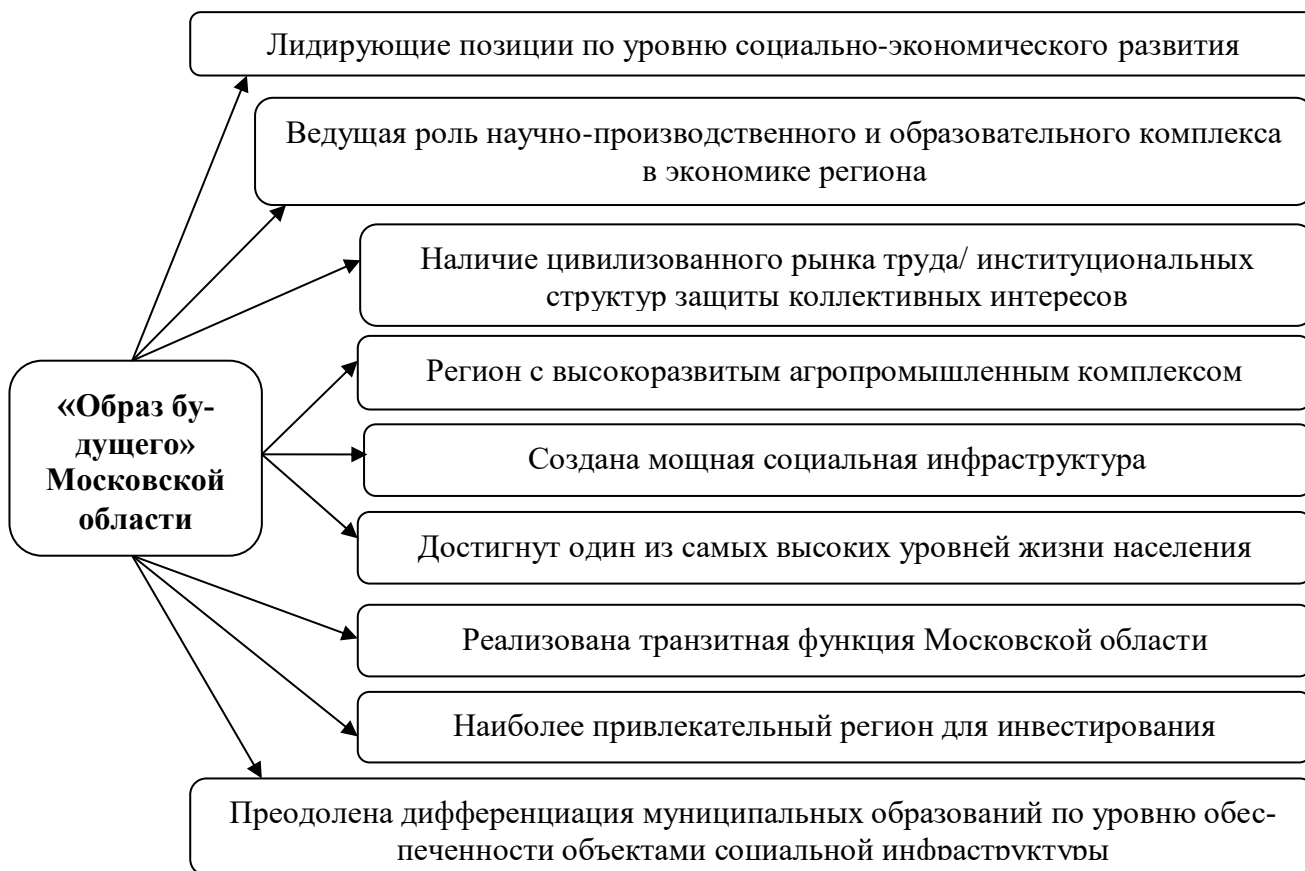 Лидирующие позиции по уровню социально-экономического развития
Ведущая роль научно-производственного и образовательного комплекса
в экономике региона
Наличие цивилизованного рынка труда/ институциональных
структур защиты коллективных интересов
Регион с высокоразвитым агропромышленным комплексом
«Образ бу-
дущего»
Московской
области
Создана мощная социальная инфраструктура
Достигнут один из самых высоких уровней жизни населения
Реализована транзитная функция Московской области
Наиболее привлекательный регион для инвестирования
Преодолена дифференциация муниципальных образований по уровню обес-
печенности объектами социальной инфраструктуры